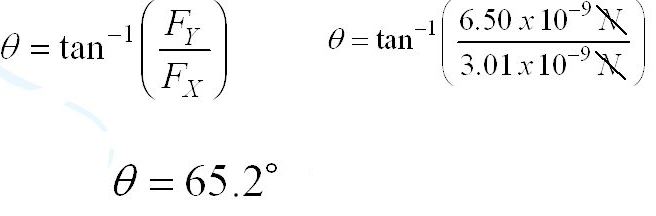 θ = tan⁻¹(F_Y / F_X)
θ = tan⁻¹(6.50 x 10⁻⁹ N / 3.01 x 10⁻⁹ N)
θ = 65.2°